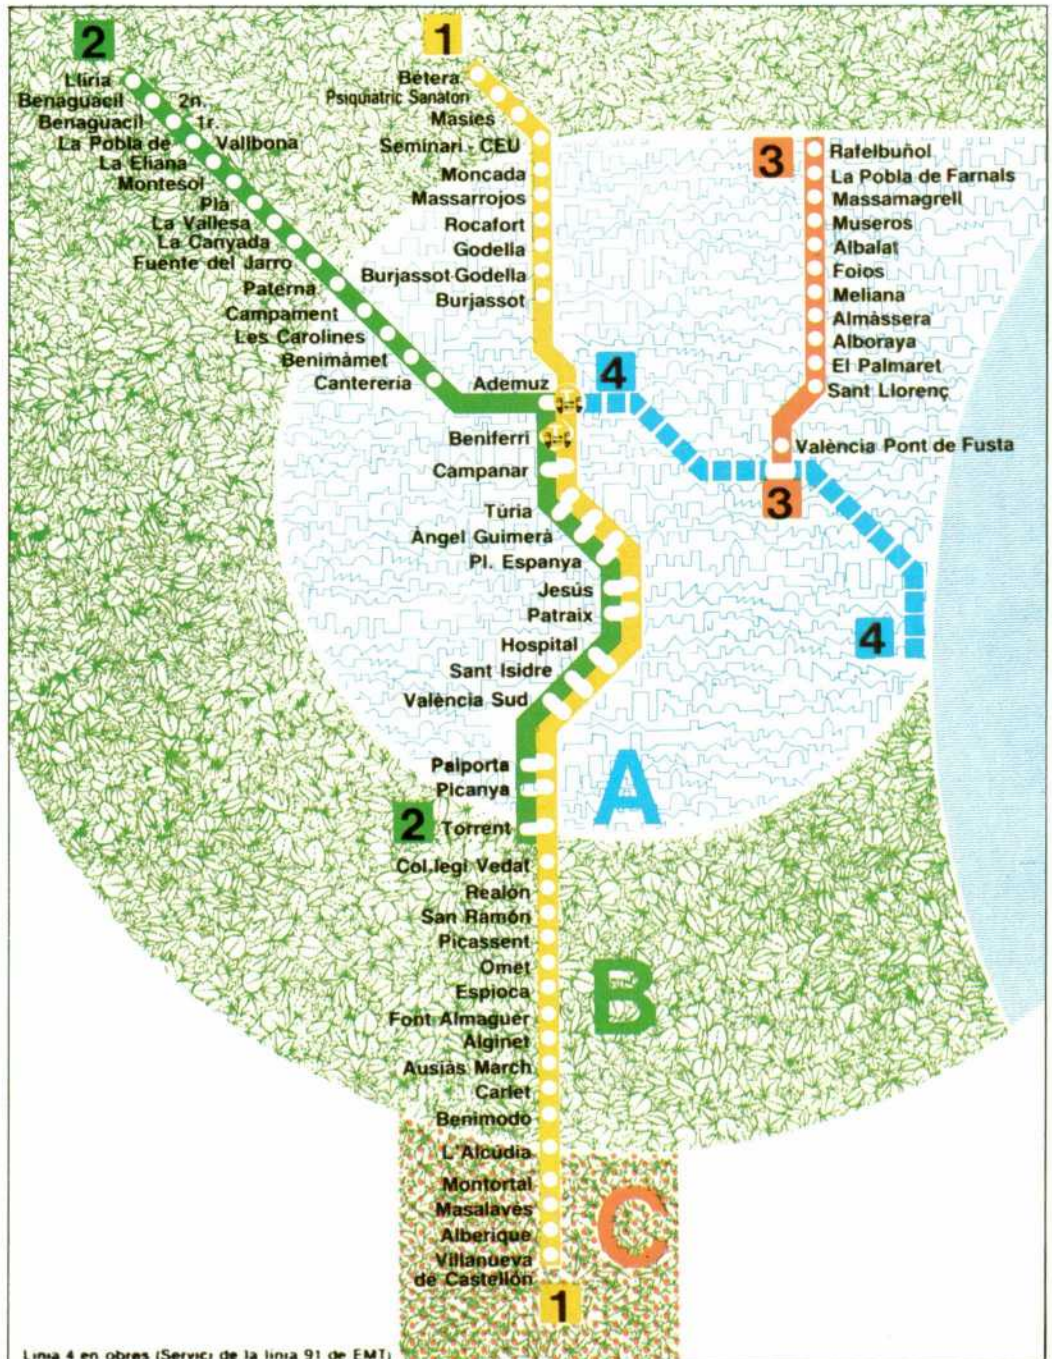 2
Llíria
Benaguacil 2n.
Benaguacil 1r.
La Pobla de Vallbona
La Eliana
Montesol
Pla
La Vallesa
La Canyada
Fuente del Jarro
Paterna
Campament
Les Carolines
Benimàmet
Cantereria
1
Bétera
Psiquiatric Sanatori
Masies
Seminari - CEU
Moncada
Massarrojos
Rocafort
Godella
Burjassot-Godella
Burjassot
Ademuz
Beniferri
Campanar
Túria
Àngel Guimerà
Pl. Espanya
Jesús
Patraix
Hospital
Sant Isidre
València Sud
Paiporta
Picanya
2 Torrent
Col.legi Vedat
Realón
San Ramón
Picassent
Omet
Espioca
Font Almaguer
Alginet
Ausiàs March
Carlet
Benimodo
L'Alcúdia
Montortal
Masalavés
Alberique
Villanueva
de Castellón
1
3
Rafelbuñol
La Pobla de Farnals
Massamagrell
Museros
Albalat
Foios
Meliana
Almàssera
Alboraya
El Palmaret
Sant Llorenç
València Pont de Fusta
3
4
4
A
B
C
Línia 4 en obres (Servici de la línia 91 de EMT)